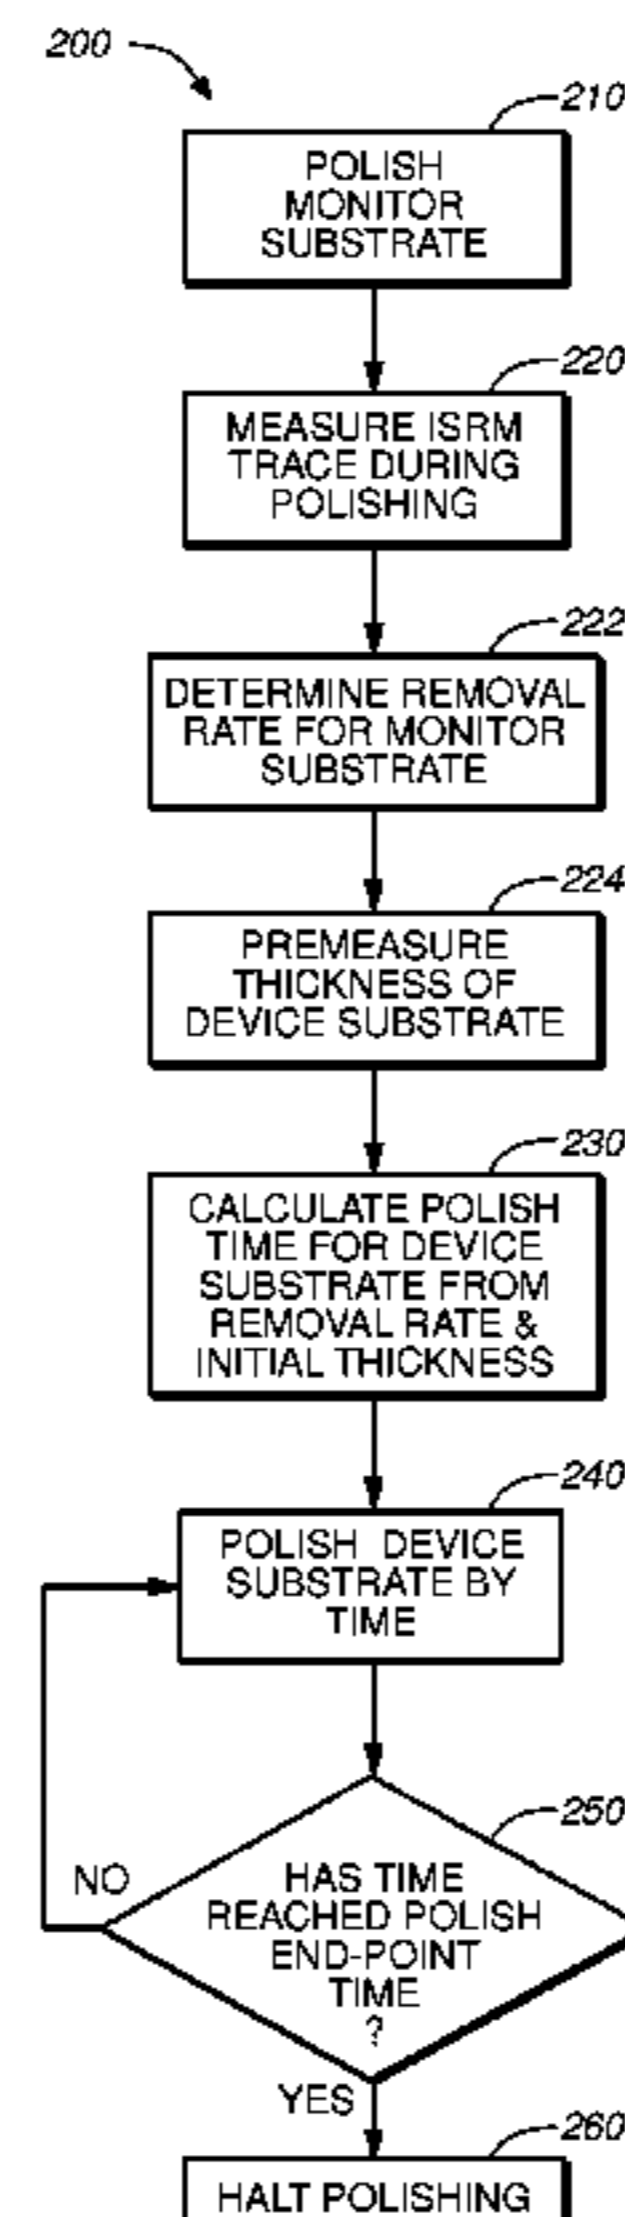 200
210
POLISH
MONITOR
SUBSTRATE
220
MEASURE ISRM
TRACE DURING
POLISHING
222
DETERMINE REMOVAL
RATE FOR MONITOR
SUBSTRATE
224
PREMEASURE
THICKNESS OF
DEVICE SUBSTRATE
230
CALCULATE POLISH
TIME FOR DEVICE
SUBSTRATE FROM
REMOVAL RATE &
INITIAL THICKNESS
240
POLISH DEVICE
SUBSTRATE BY
TIME
250
NO
HAS TIME
REACHED POLISH
END-POINT
TIME
?
YES
260
HALT POLISHING